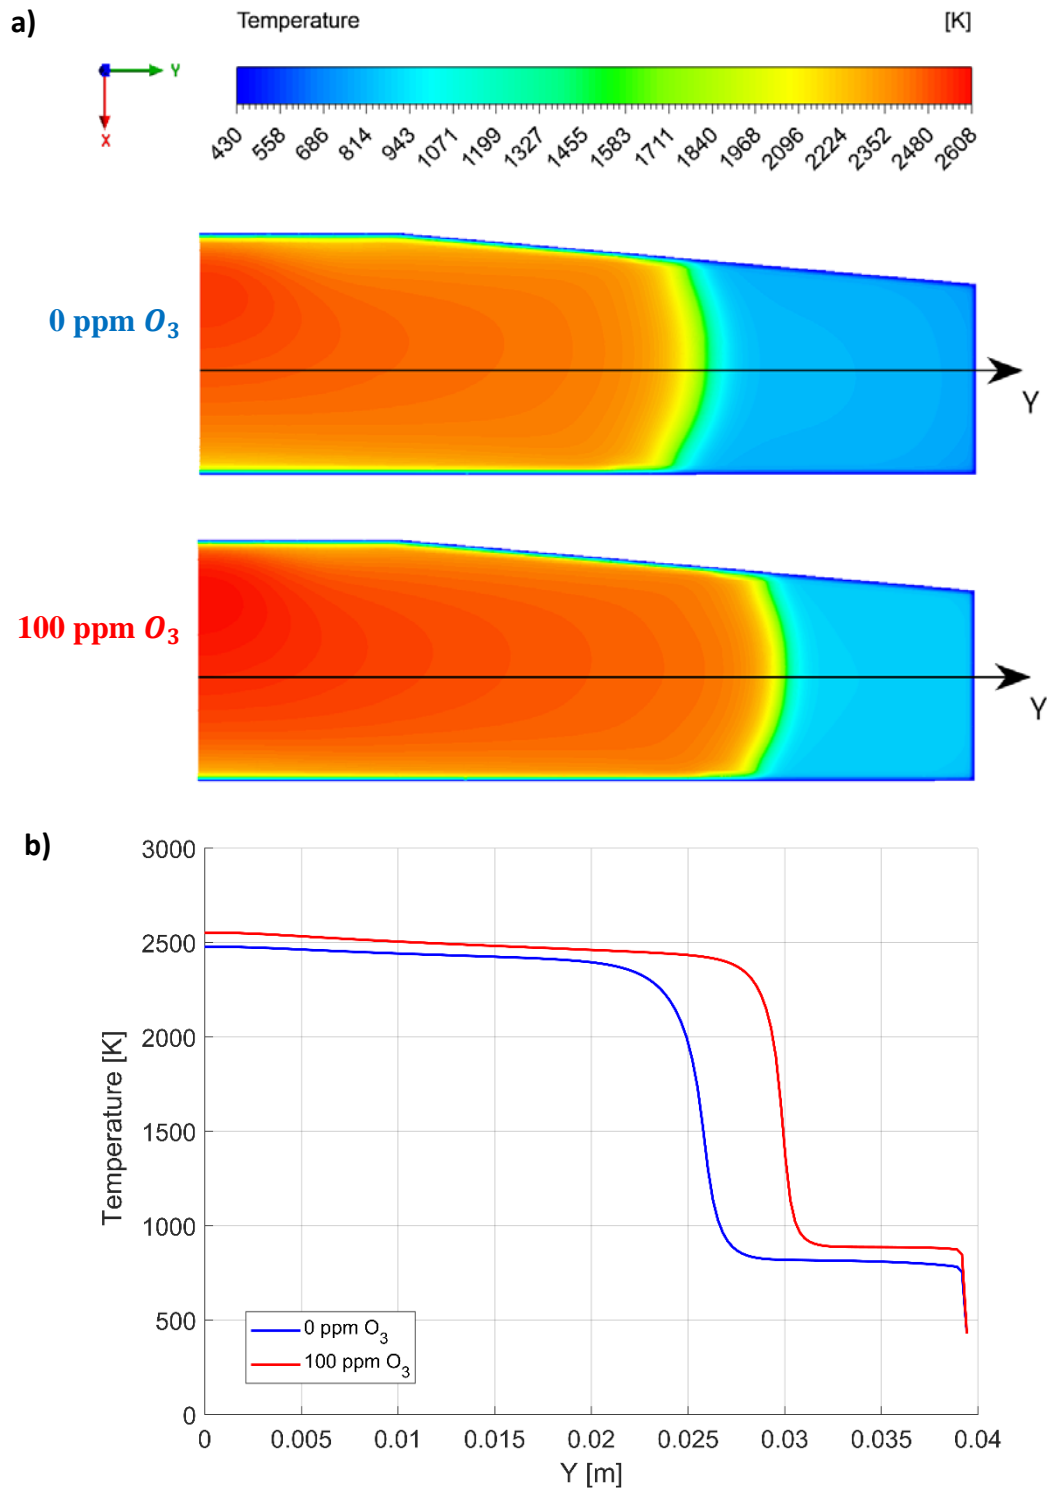 a)
Temperature [K]
Y
X
430 558 686 814 943 1071 1199 1327 1455 1583 1711 1840 1968 2096 2224 2352 2480 2608
0 ppm O₃
Y
100 ppm O₃
Y
b)
3000
2500
2000
1500
1000
500
0
Temperature [K]
0 ppm O₃
100 ppm O₃
0 0.005 0.01 0.015 0.02 0.025 0.03 0.035 0.04
Y [m]